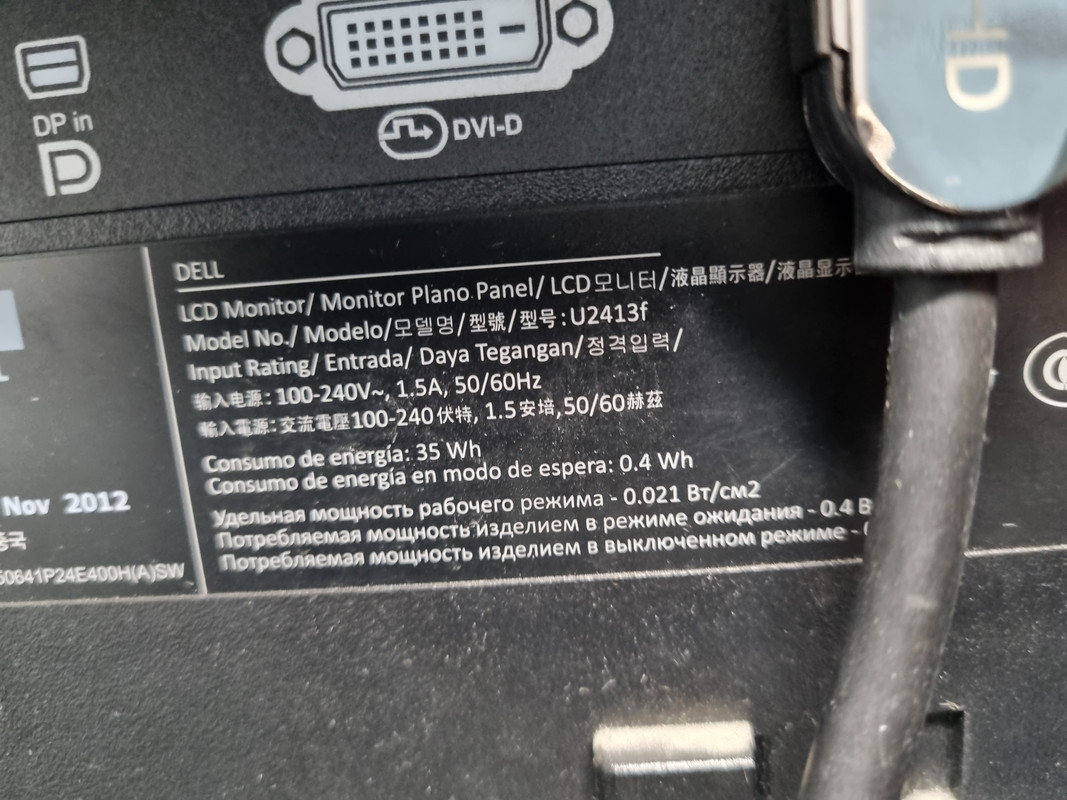 DP in
DVI-D
HD
DELL
LCD Monitor/ Monitor Plano Panel/ LCD모니터/液晶顯示器/液晶显示
Model No./ Modelo/모델명/型號/型号:U2413f
Input Rating/ Entrada/ Daya Tegangan/정격입력/
输入电源: 100-240V~, 1.5A, 50/60Hz
輸入電源: 交流電壓100-240伏特, 1.5安培,50/60赫茲
Consumo de energía: 35 Wh
Consumo de energía en modo de espera: 0.4 Wh
Удельная мощность рабочего режима - 0.021 Вт/см2
Потребляемая мощность изделием в режиме ожидания - 0.4 В
Потребляемая мощность изделием в выключенном режиме -
Nov 2012
중국
60641P24E400H(A)SW